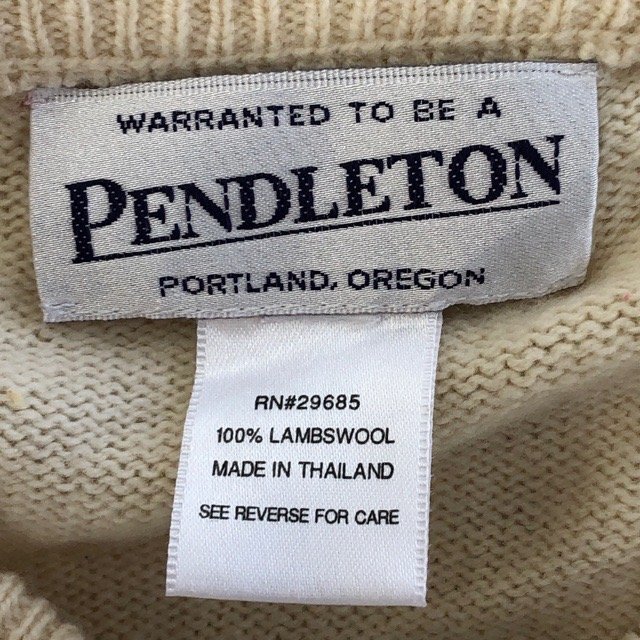 WARRANTED TO BE A
PENDLETON
PORTLAND, OREGON
RN#29685
100% LAMBSWOOL
MADE IN THAILAND
SEE REVERSE FOR CARE